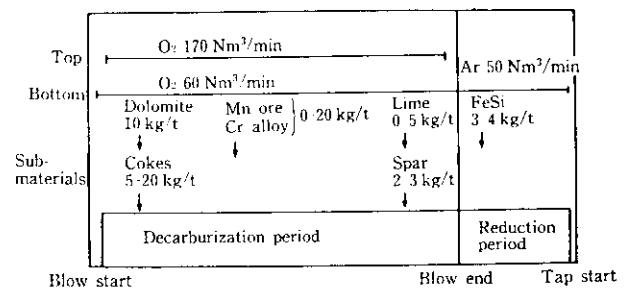 O₂ 170 Nm³/min
Top
Ar 50 Nm³/min
O₂ 60 Nm³/min
Bottom
Dolomite
10 kg/t
Mn ore
Cr alloy
0-20 kg/t
Lime
0-5 kg/t
FeSi
3-4 kg/t
Sub-
materials
Cokes
5-20 kg/t
Spar
2-3 kg/t
Decarburization period
Reduction
period
Blow start
Blow end
Tap start